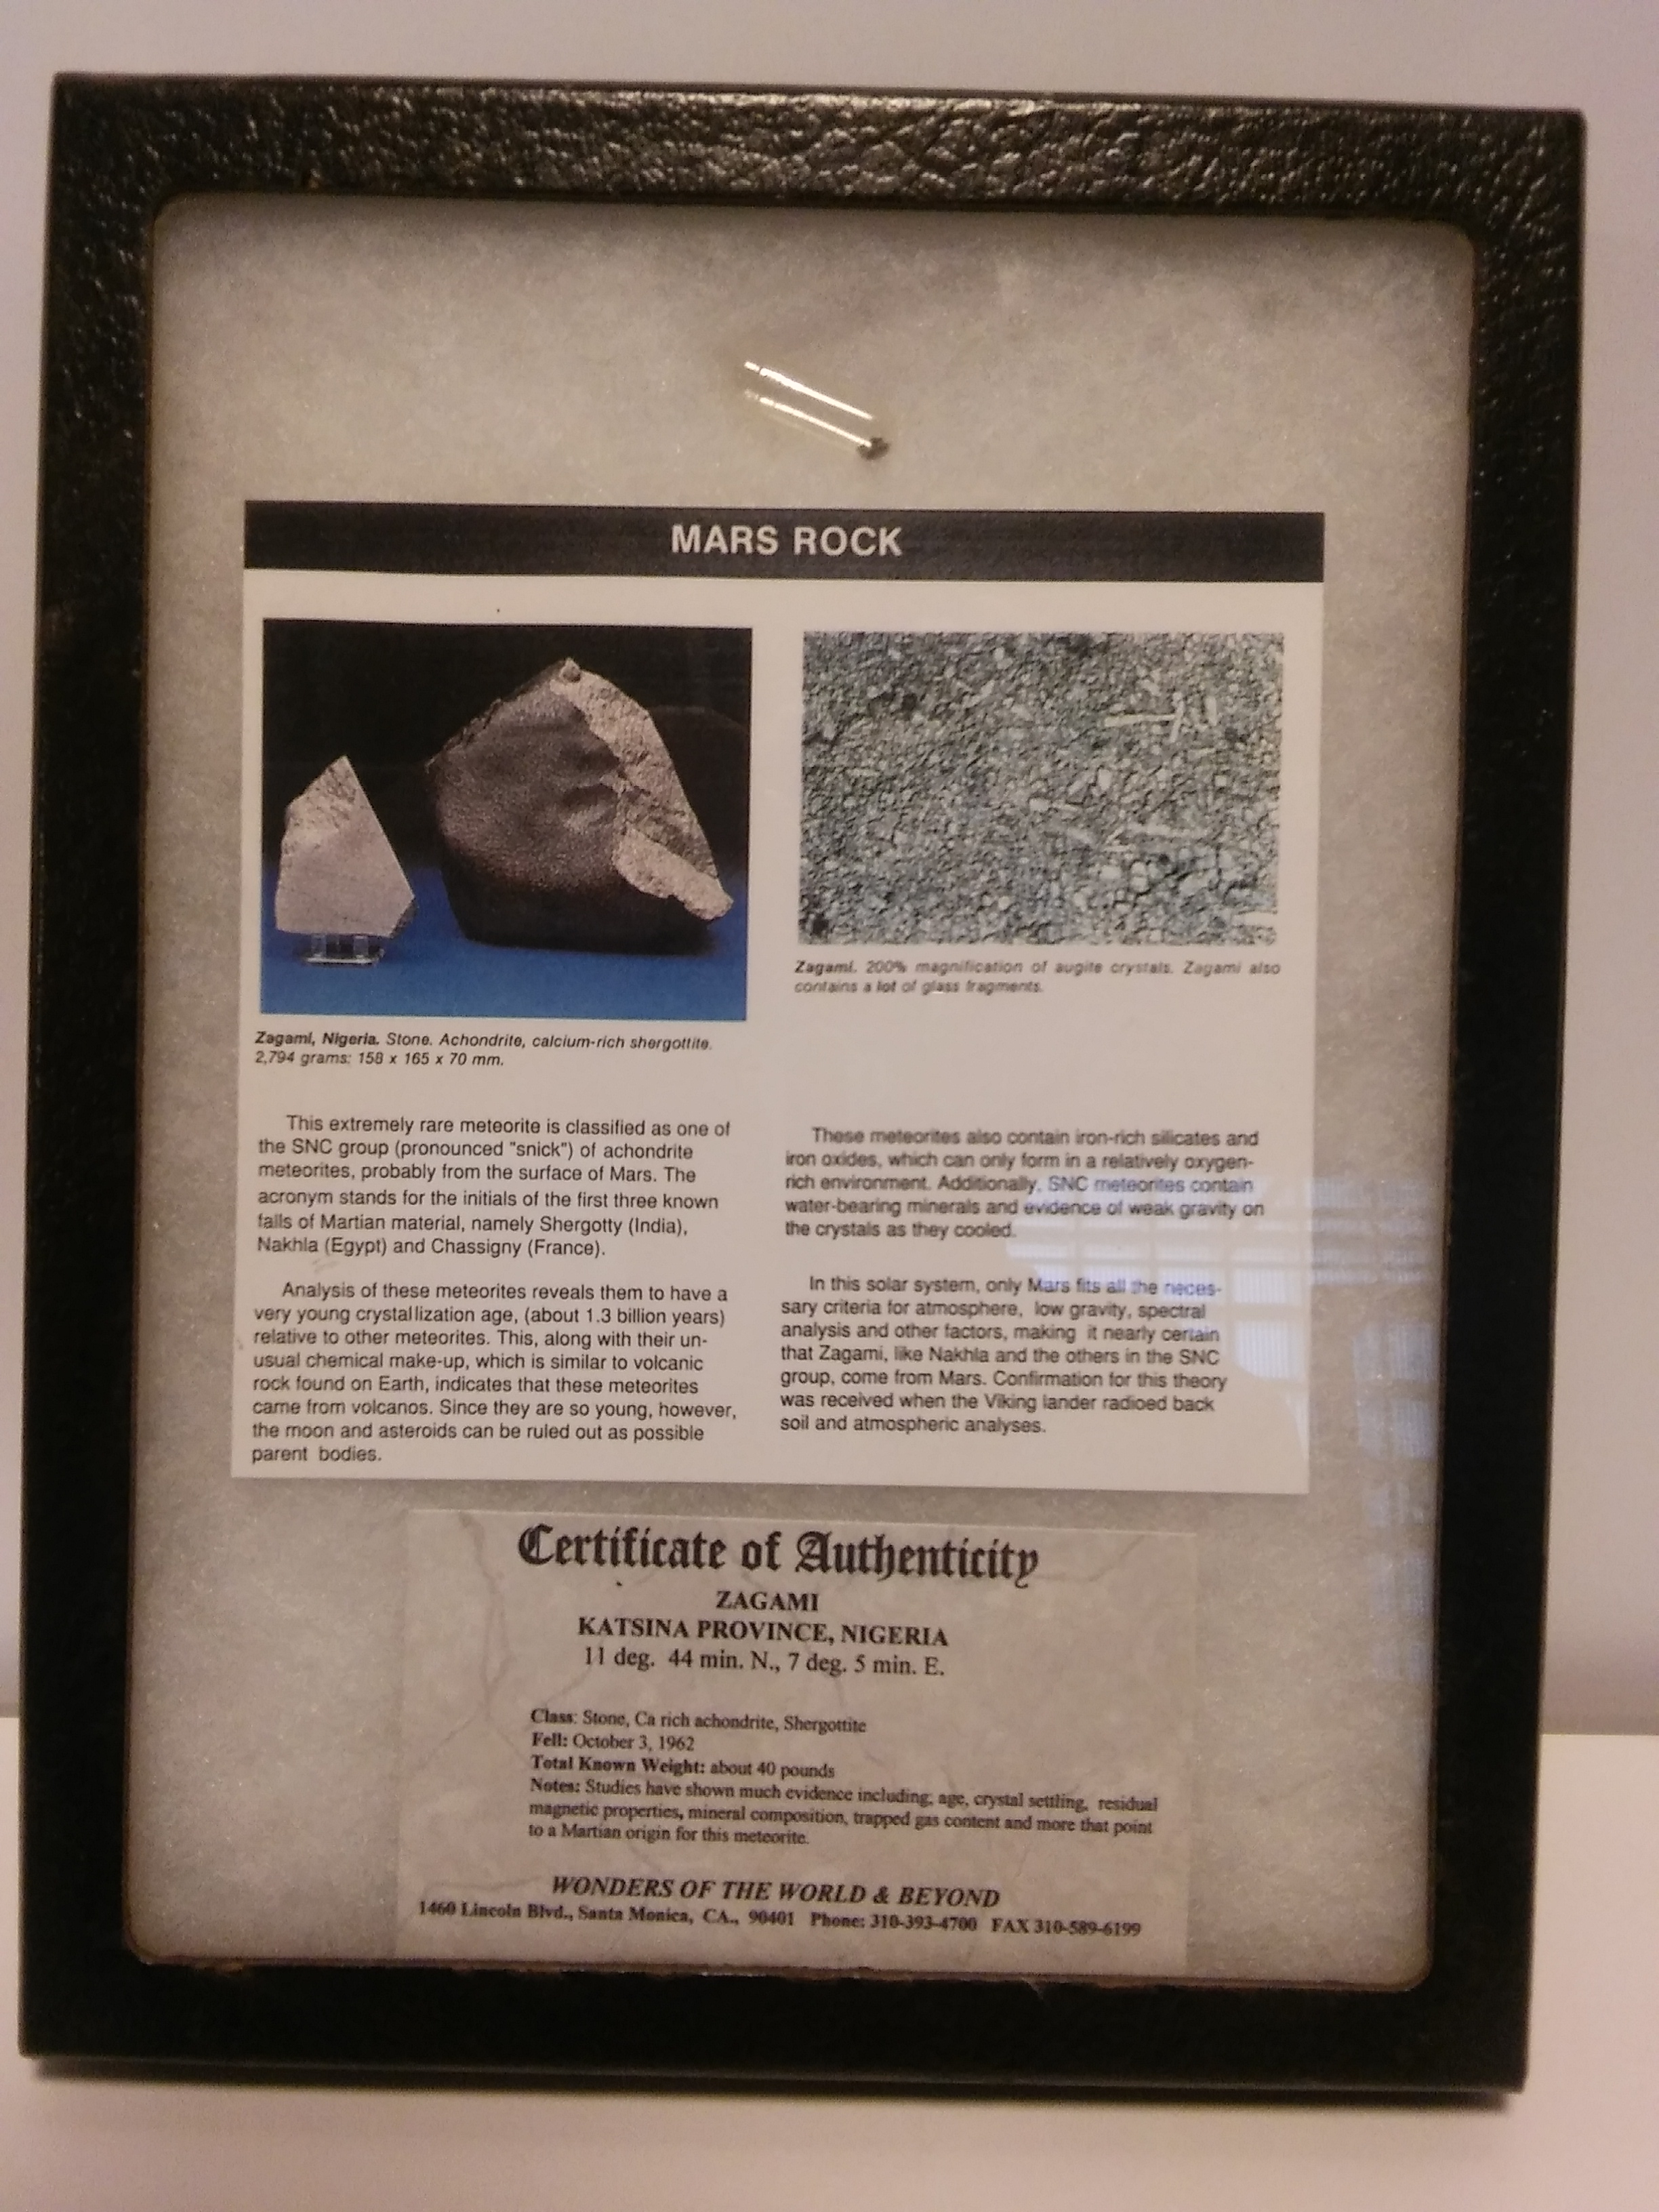 MARS ROCK
Zagami, Nigeria. Stone. Achondrite, calcium-rich shergottite.
2,794 grams: 158 x 165 x 70 mm.
Zagami. 200% magnification of augite crystals. Zagami also
contains a lot of glass fragments.
This extremely rare meteorite is classified as one of
the SNC group (pronounced "snick") of achondrite
meteorites, probably from the surface of Mars. The
acronym stands for the initials of the first three known
falls of Martian material, namely Shergotty (India),
Nakhla (Egypt) and Chassigny (France).
Analysis of these meteorites reveals them to have a
very young crystallization age, (about 1.3 billion years)
relative to other meteorites. This, along with their un-
usual chemical make-up, which is similar to volcanic
rock found on Earth, indicates that these meteorites
came from volcanos. Since they are so young, however,
the moon and asteroids can be ruled out as possible
parent bodies.
These meteorites also contain iron-rich silicates and
iron oxides, which can only form in a relatively oxygen-
rich environment. Additionally, SNC meteorites contain
water-bearing minerals and evidence of weak gravity on
the crystals as they cooled.
In this solar system, only Mars fits all the neces-
sary criteria for atmosphere, low gravity, spectral
analysis and other factors, making it nearly certain
that Zagami, like Nakhla and the others in the SNC
group, come from Mars. Confirmation for this theory
was received when the Viking lander radioed back
soil and atmospheric analyses.
Certificate of Authenticity
ZAGAMI
KATSINA PROVINCE, NIGERIA
11 deg. 44 min. N., 7 deg. 5 min. E.
Class: Stone, Ca rich achondrite, Shergottite
Fell: October 3, 1962
Total Known Weight: about 40 pounds
Notes: Studies have shown much evidence including; age, crystal settling, residual
magnetic properties, mineral composition, trapped gas content and more that point
to a Martian origin for this meteorite.
WONDERS OF THE WORLD & BEYOND
1460 Lincoln Blvd., Santa Monica, CA., 90401 Phone: 310-393-4700 FAX 310-589-6199